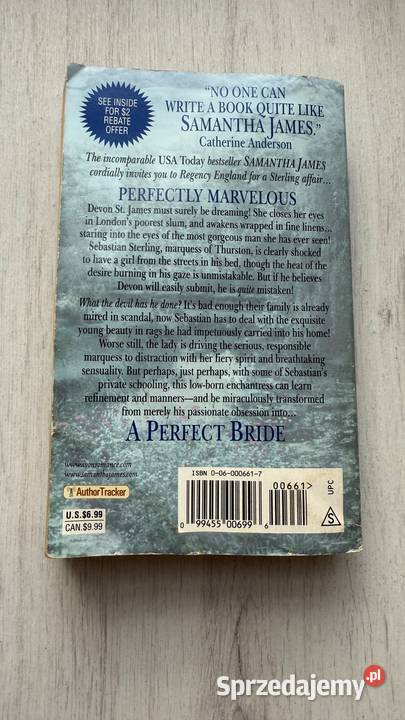 SEE INSIDE
FOR $2
REBATE
OFFER
"NO ONE CAN
WRITE A BOOK QUITE LIKE
SAMANTHA JAMES."
Catherine Anderson
The incomparable USA Today bestseller SAMANTHA JAMES
cordially invites you to Regency England for a Sterling affair...
PERFECTLY MARVELOUS
Devon St. James must surely be dreaming! She closes her eyes
in London's poorest slum, and awakens wrapped in fine linens...
staring into the eyes of the most gorgeous man she has ever seen!
Sebastian Sterling, marquess of Thurston, is clearly shocked
to have a girl from the streets in his bed, though the heat of the
desire burning in his gaze is unmistakable. But if he believes
Devon will easily submit, he is quite mistaken!
What the devil has he done? It's bad enough their family is already
mired in scandal, now Sebastian has to deal with the exquisite
young beauty in rags he had impetuously carried into his home!
Worse still, the lady is driving the serious, responsible
marquess to distraction with her fiery spirit and breathtaking
sensuality. But perhaps, just perhaps, with some of Sebastian's
private schooling, this low-born enchantress can learn
refinement and manners—and be miraculously transformed
from merely his passionate obsession into...
A PERFECT BRIDE
www.avonromance.com
www.samanthajames.com
AuthorTracker
U.S.$6.99
CAN.$9.99
ISBN 0-06-000661-7
00661>
0 99455 00699 6
UPC
S
Sprzedajemy.pl